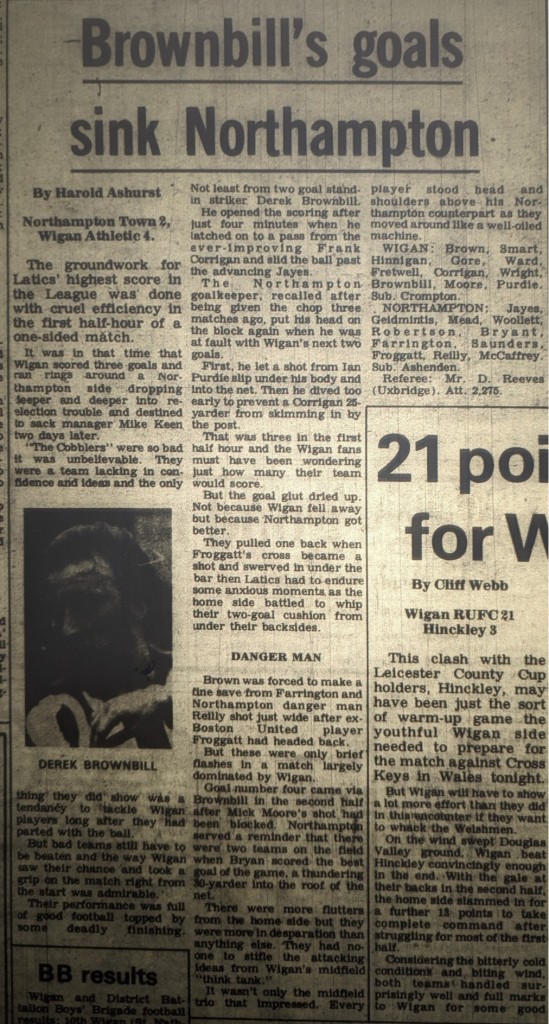 Brownbill's goals
sink Northampton
By Harold Ashurst
Northampton Town 2,
Wigan Athletic 4.
The groundwork for
Latics' highest score in
the League was done
with cruel efficiency in
the first half-hour of a
one-sided match.
It was in that time that
Wigan scored three goals and
ran rings around a Nor-
thampton side dropping
deeper and deeper into re-
election trouble and destined
to sack manager Mike Keen
two days later.
"The Cobblers" were so bad
it was unbelievable. They
were a team lacking in con-
fidence and ideas and the only
DEREK BROWNBILL
thing they did show was a
tendancy to tackle Wigan
players long after they had
parted with the ball.
But bad teams still have to
be beaten and the way Wigan
saw their chance and took a
grip on the match right from
the start was admirable.
Their performance was full
of good football topped by
some deadly finishing.
Not least from two goal stand-
in striker Derek Brownbill.
He opened the scoring after
just four minutes when he
latched on to a pass from the
ever-improving Frank
Corrigan and slid the ball past
the advancing Jayes.
The Northampton
goalkeeper, recalled after
being given the chop three
matches ago, put his head on
the block again when he was
at fault with Wigan's next two
goals.
First, he let a shot from Ian
Purdie slip under his body and
into the net. Then he dived too
early to prevent a Corrigan 25-
yarder from skimming in by
the post.
That was three in the first
half hour and the Wigan fans
must have been wondering
just how many their team
would score.
But the goal glut dried up.
Not because Wigan fell away
but because Northampton got
better.
They pulled one back when
Froggatt's cross became a
shot and swerved in under the
bar then Latics had to endure
some anxious moments as the
home side battled to whip
their two-goal cushion from
under their backsides.
DANGER MAN
Brown was forced to make a
fine save from Farrington and
Northampton danger man
Reilly shot just wide after ex-
Boston United player
Froggatt had headed back.
But these were only brief
flashes in a match largely
dominated by Wigan.
Goal number four came via
Brownbill in the second half
after Mick Moore's shot had
been blocked. Northampton
served a reminder that there
were two teams on the field
when Bryan scored the best
goal of the game, a thundering
30-yarder into the roof of the
net.
There were more flutters
from the home side but they
were more in desparation than
anything else. They had no-
one to stifle the attacking
ideas from Wigan's midfield
"think tank."
It wasn't only the midfield
trio that impressed. Every
player stood head and
shoulders above his Nor-
thampton counterpart as they
moved around like a well-oiled
machine.
WIGAN: Brown, Smart,
Hinnigan, Gore, Ward,
Fretwell, Corrigan, Wright,
Brownbill, Moore, Purdie.
Sub. Crompton.
NORTHAMPTON: Jayes,
Geidmintis, Mead, Woollett,
Robertson, Bryant,
Farrington, Saunders,
Froggatt, Reilly, McCaffrey.
Sub. Ashenden.
Referee: Mr. D. Reeves
(Uxbridge). Att. 2,275.
BB results
Wigan and District Bat-
talion Boys' Brigade football
results: 10th Wigan
21 poi
for W
By Cliff Webb
Wigan RUFC 21
Hinckley 3
This clash with the
Leicester County Cup
holders, Hinckley, may
have been just the sort
of warm-up game the
youthful Wigan side
needed to prepare for
the match against Cross
Keys in Wales tonight.
But Wigan will have to show
a lot more effort than they did
in this encounter if they want
to whack the Welshmen.
On the wind swept Douglas
Valley ground, Wigan beat
Hinckley convincingly enough
in the end. With the gale at
their backs in the second half,
the home side slammed in for
a further 13 points to take
complete command after
struggling for most of the first
half.
Considering the bitterly cold
conditions and biting wind,
both teams handled sur-
prisingly well and full marks
to Wigan for some good